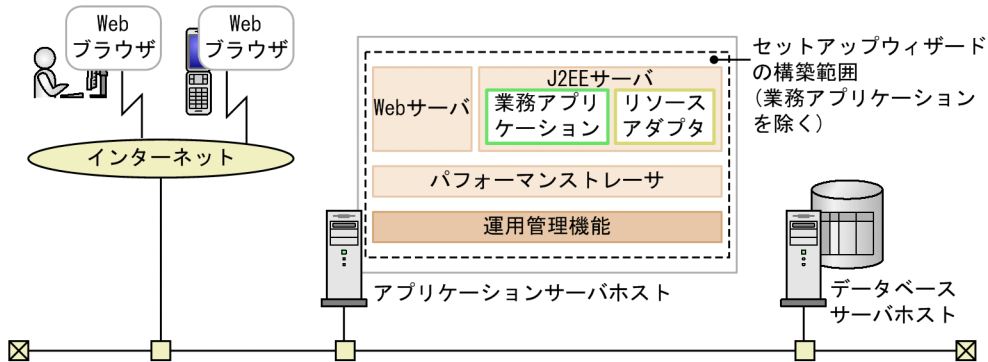 Web
ブラウザ
Web
ブラウザ
セットアップウィザード
の構築範囲
(業務アプリケーション
を除く)
J2EEサーバ
Webサーバ
業務アプリ
ケーション
リソース
アダプタ
インターネット
パフォーマンストレーサ
運用管理機能
アプリケーションサーバホスト
データベース
サーバホスト